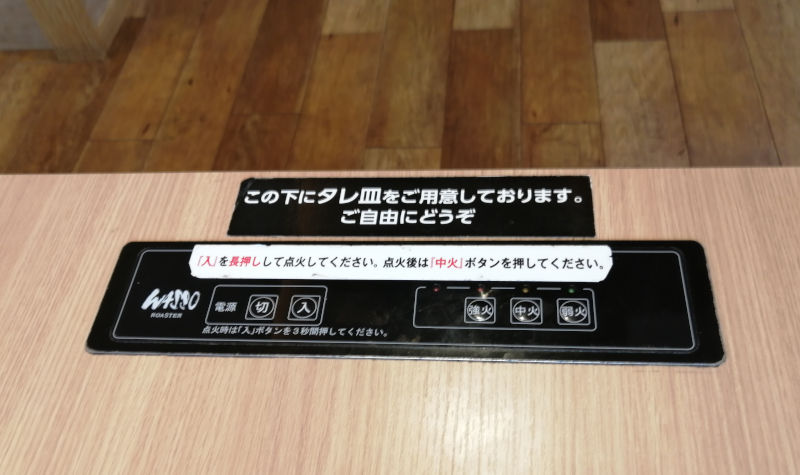 この下にタレ皿をご用意しております。
ご自由にどうぞ
「入」を長押しして点火してください。点火後は「中火」ボタンを押してください。
WASSO
ROASTER
電源 切 入
強火 中火 弱火
点火時は「入」ボタンを3秒間押してください。